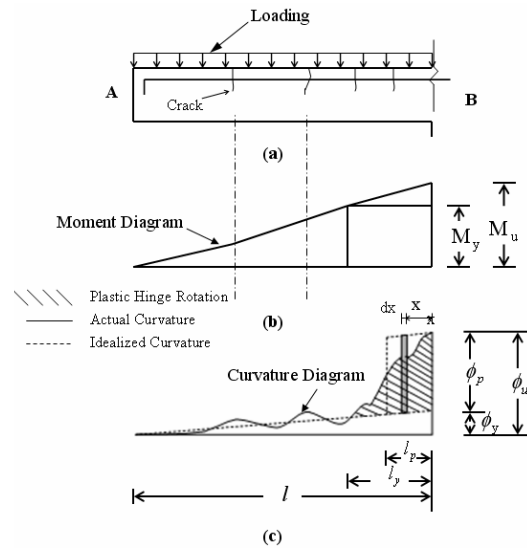 Loading
A
B
Crack
(a)
Moment Diagram
M_y
M_u
Plastic Hinge Rotation
Actual Curvature
Idealized Curvature
(b)
dx
x
x
Curvature Diagram
ϕ_p
ϕ_u
ϕ_y
l_p
l_y
l
(c)